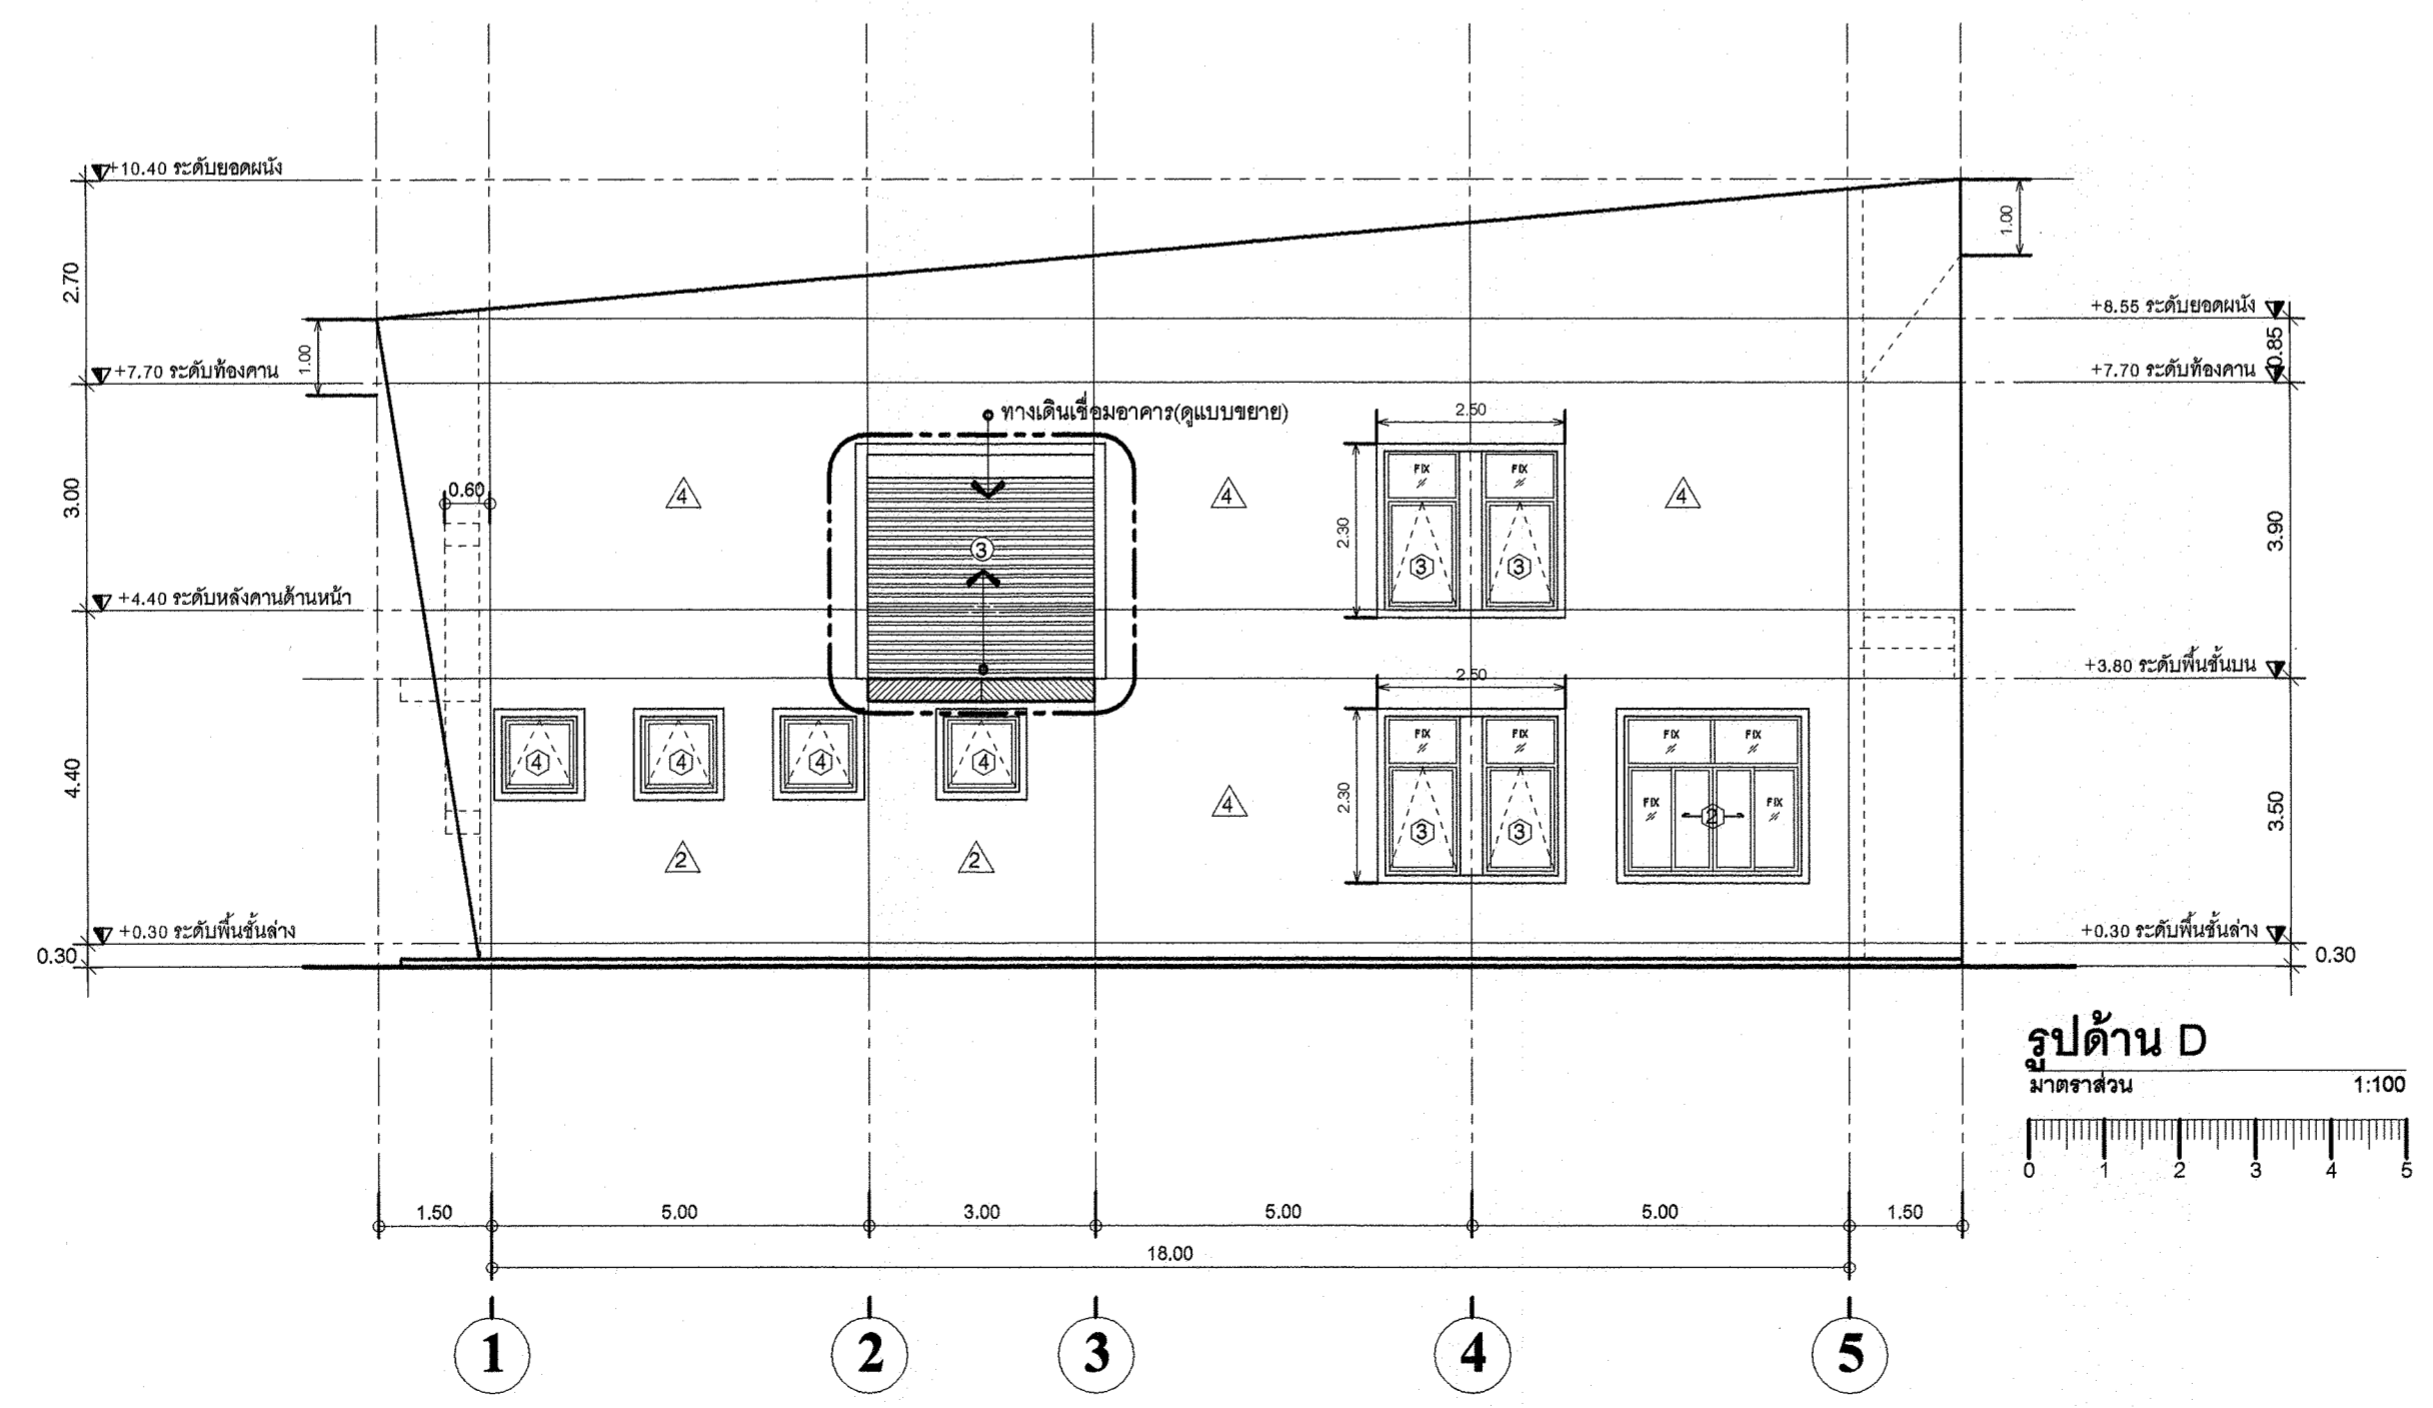 +10.40 ระดับยอดผนัง
1.00
2.70
+8.55 ระดับยอดผนัง
0.85
1.00
+7.70 ระดับท้องคาน
+7.70 ระดับท้องคาน
ทางเดินเชื่อมอาคาร(ดูแบบขยาย)
2.50
FIX
FIX
3.00
0.60
4
4
4
2.30
3.90
3
3
3
+4.40 ระดับหลังคานด้านหน้า
+3.80 ระดับพื้นชั้นบน
2.50
FIX
FIX
FIX
FIX
4
4
4
4
4.40
4
2.30
FIX
2
FIX
3.50
3
3
2
2
+0.30 ระดับพื้นชั้นล่าง
+0.30 ระดับพื้นชั้นล่าง
0.30
0.30
รูปด้าน D
มาตราส่วน 1:100
0 1 2 3 4 5
1.50 5.00 3.00 5.00 5.00 1.50
18.00
1 2 3 4 5